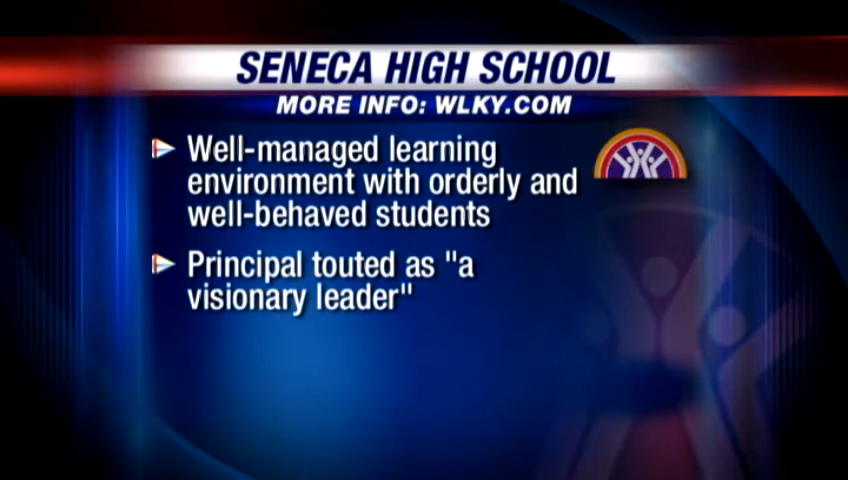 SENECA HIGH SCHOOL
MORE INFO: WLKY.COM
Well-managed learning
environment with orderly and
well-behaved students
Principal touted as "a
visionary leader"